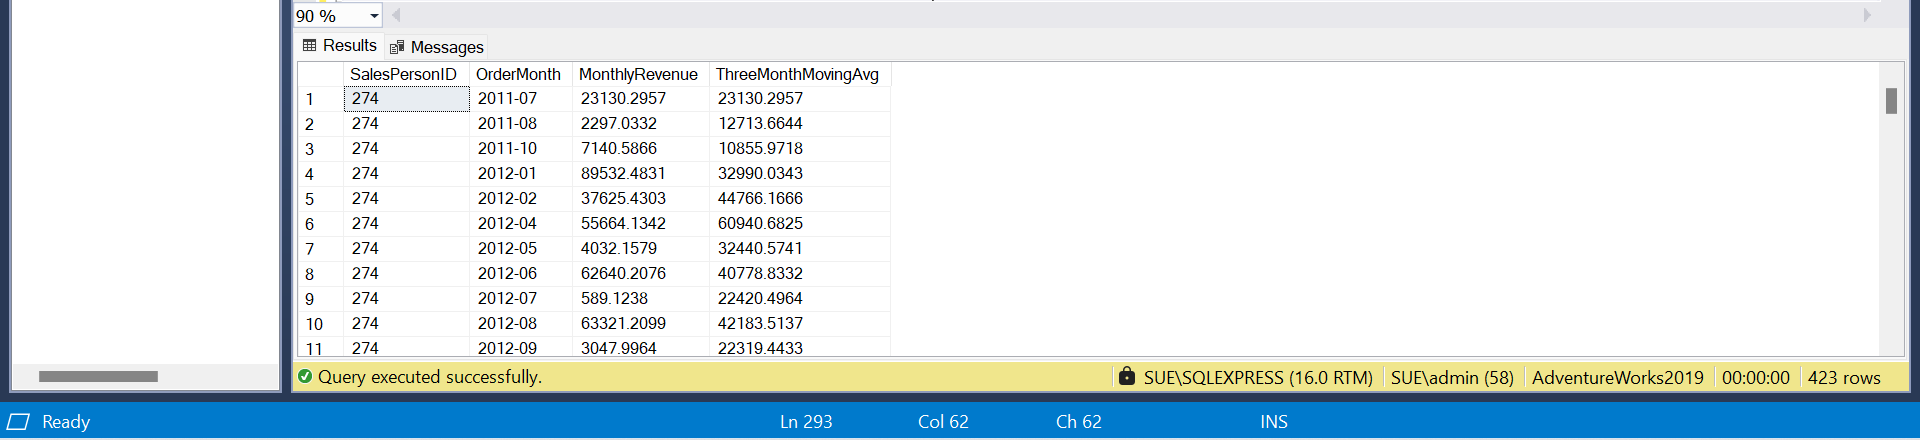 90 %
Results Messages
SalesPersonID OrderMonth MonthlyRevenue ThreeMonthMovingAvg
1 274 2011-07 23130.2957 23130.2957
2 274 2011-08 2297.0332 12713.6644
3 274 2011-10 7140.5866 10855.9718
4 274 2012-01 89532.4831 32990.0343
5 274 2012-02 37625.4303 44766.1666
6 274 2012-04 55664.1342 60940.6825
7 274 2012-05 4032.1579 32440.5741
8 274 2012-06 62640.2076 40778.8332
9 274 2012-07 589.1238 22420.4964
10 274 2012-08 63321.2099 42183.5137
11 274 2012-09 3047.9964 22319.4433
Query executed successfully. SUE\SQLEXPRESS (16.0 RTM) SUE\admin (58) AdventureWorks2019 00:00:00 423 rows
Ready Ln 293 Col 62 Ch 62 INS